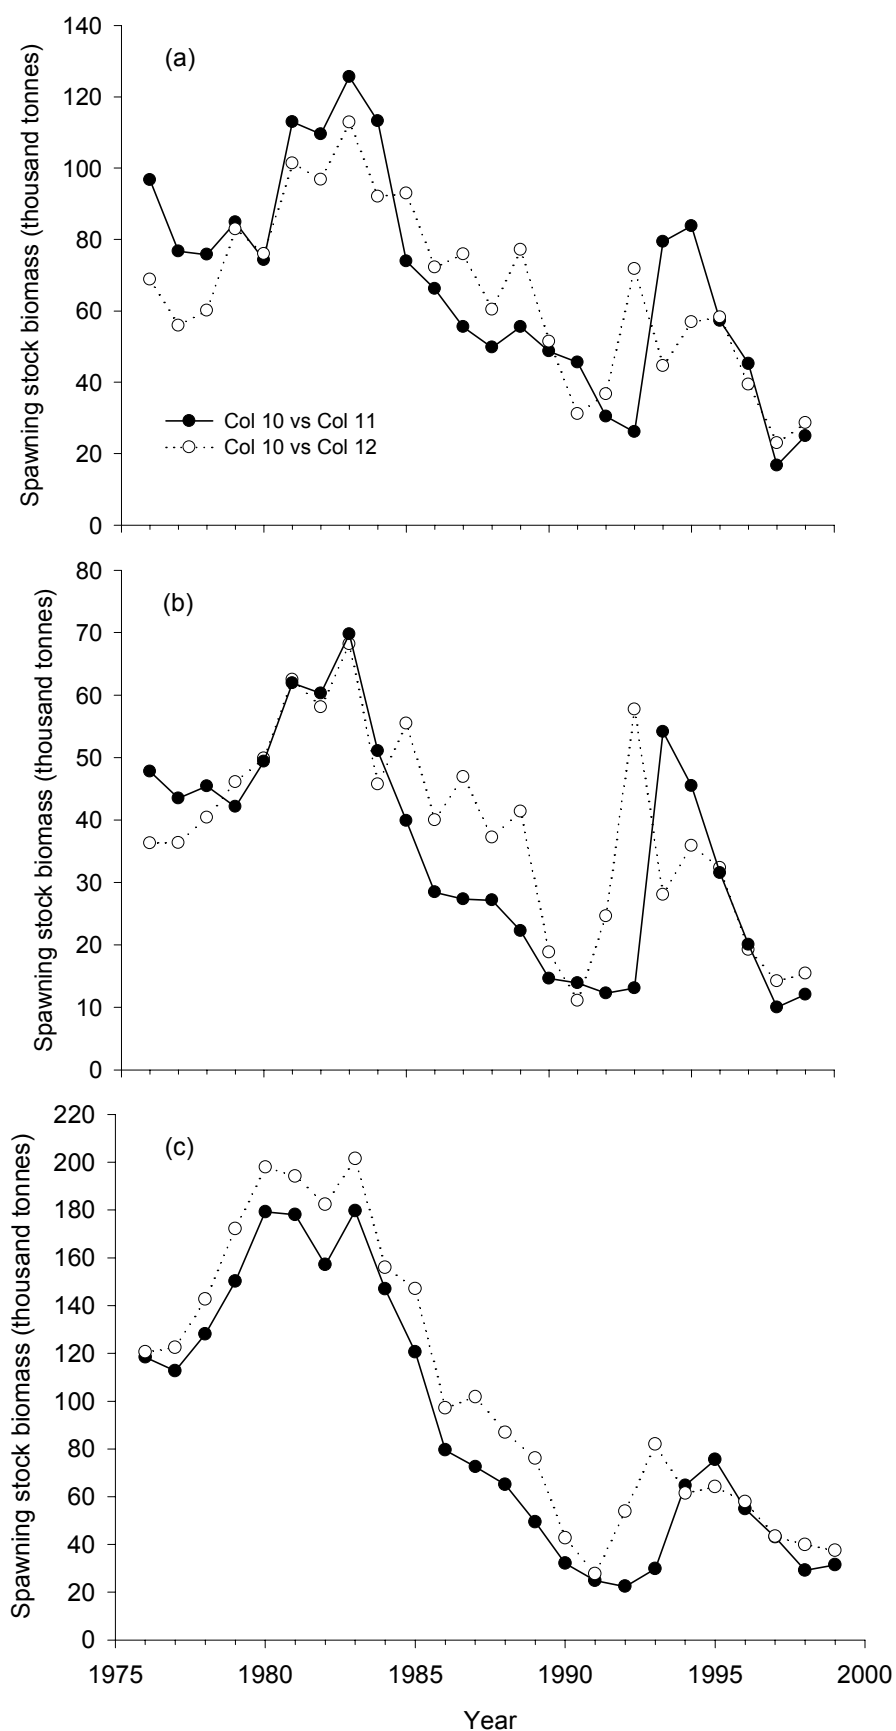 140
120
100
80
60
40
20
0
Spawning stock biomass (thousand tonnes)
(a)
Col 10 vs Col 11
Col 10 vs Col 12
80
70
60
50
40
30
20
10
0
Spawning stock biomass (thousand tonnes)
(b)
220
200
180
160
140
120
100
80
60
40
20
0
Spawning stock biomass (thousand tonnes)
(c)
1975 1980 1985 1990 1995 2000
Year